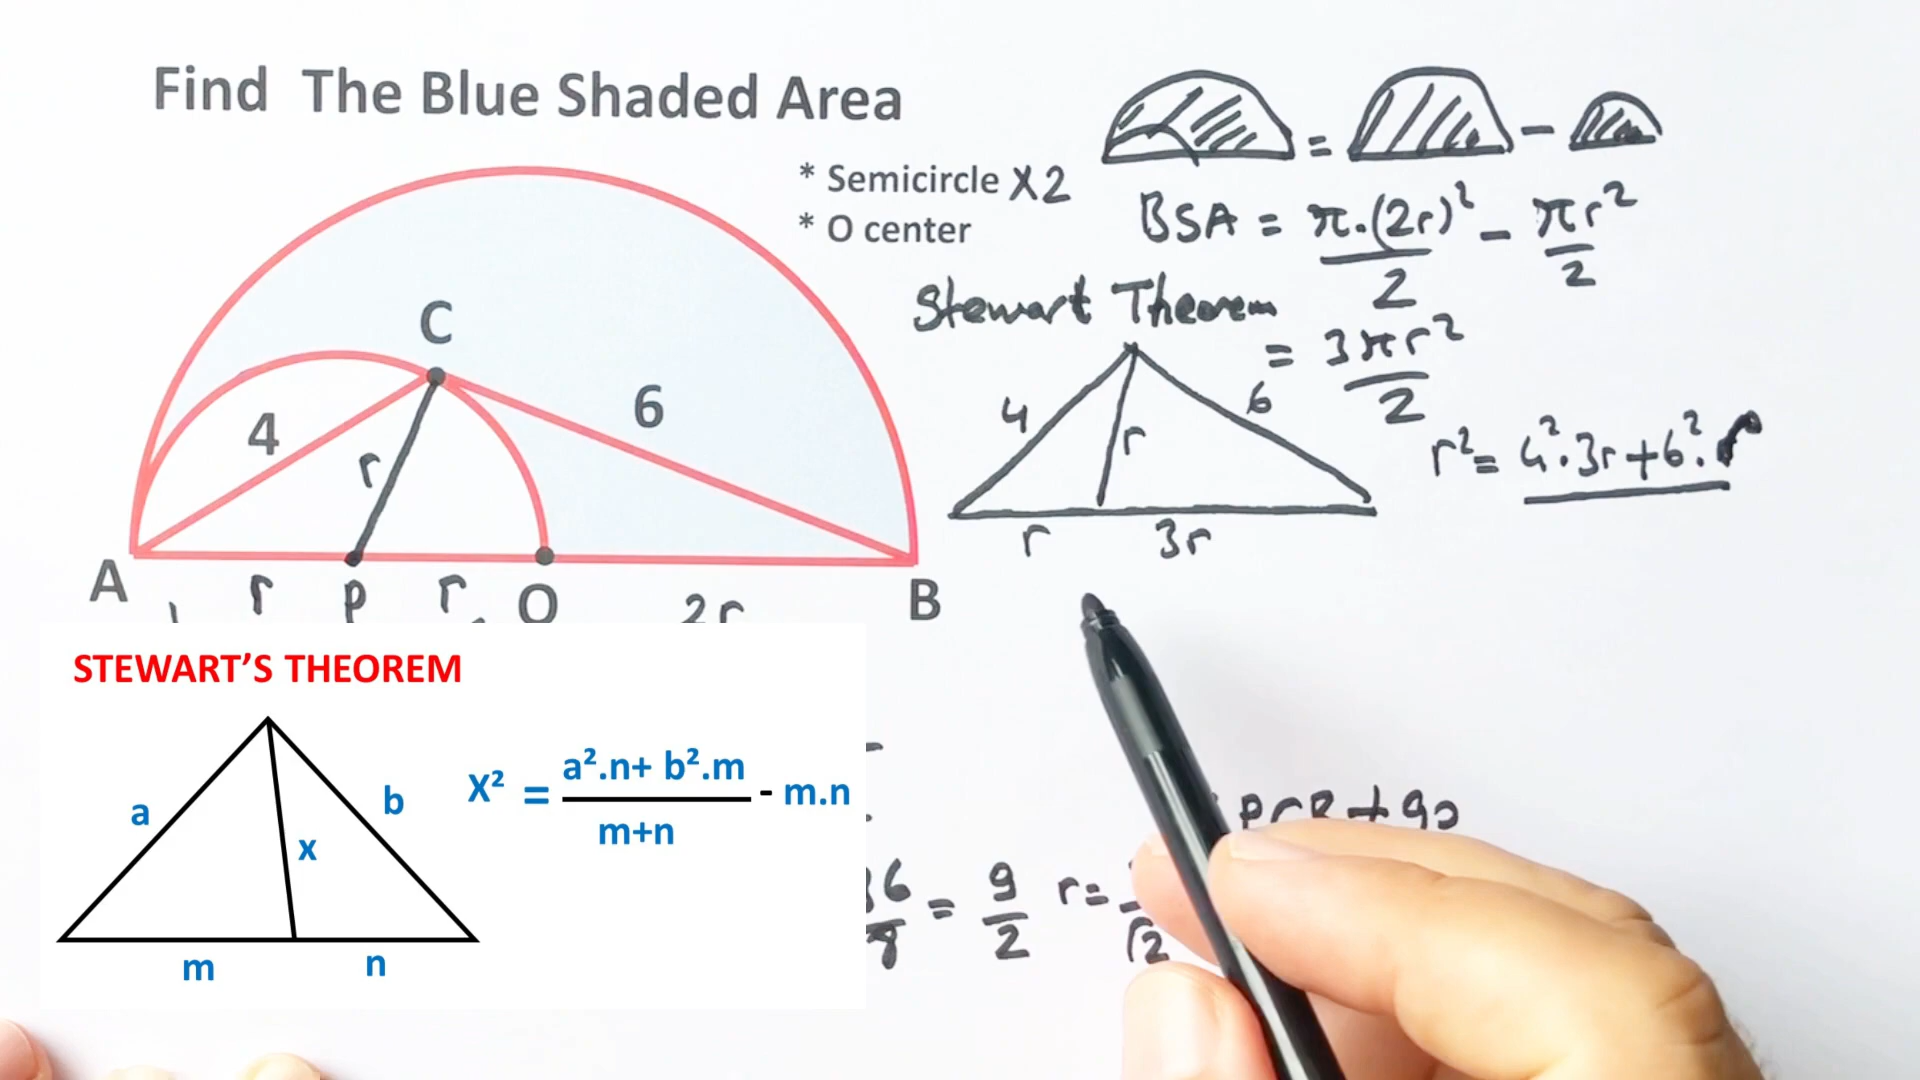 Find The Blue Shaded Area
* Semicircle X2
* O center
C
4
6
r
A
r
P
r
O
2r
B
=
-
BSA = π.(2r)²/2 - πr²/2
= 3πr²/2
Stewart Theorem
4
r
6
r
3r
r² = 4².3r+6².r
STEWART'S THEOREM
a
b
x
m
n
X² = a².n+ b².m / m+n - m.n
= 9/2 r=
√2